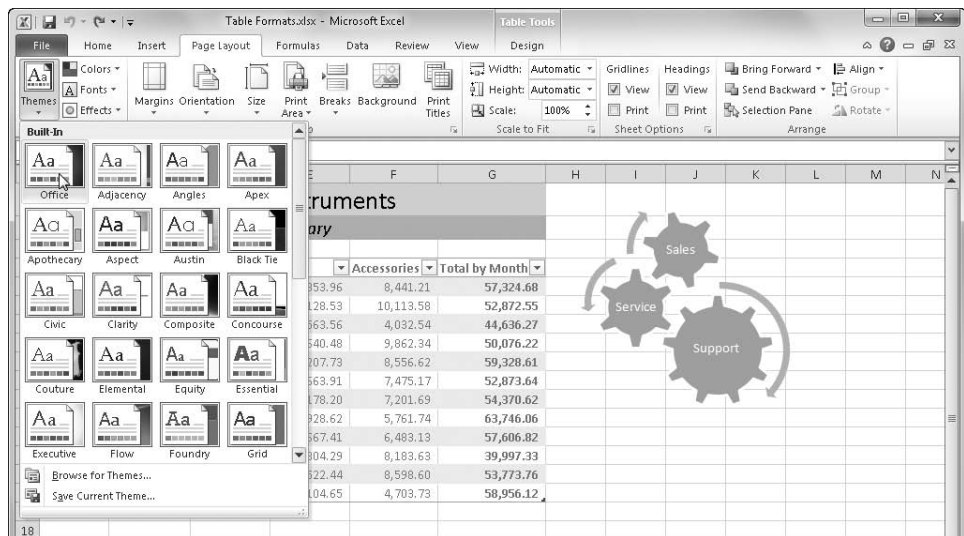 Table Formats.xlsx - Microsoft Excel
Table Tools
File Home Insert Page Layout Formulas Data Review View Design
Themes
Colors
Fonts
Effects
Margins Orientation Size Print Area Breaks Background Print Titles
Width: Automatic
Height: Automatic
Scale: 100%
Scale to Fit
Gridlines Headings
View View
Print Print
Sheet Options
Bring Forward
Send Backward
Selection Pane
Align
Group
Rotate
Arrange
Built-In
Office Adjacency Angles Apex
Apothecary Aspect Austin Black Tie
Civic Clarity Composite Concourse
Couture Elemental Equity Essential
Executive Flow Foundry Grid
Browse for Themes...
Save Current Theme...
F G H I J K L M N
Accessories Total by Month
353.96 8,441.21 57,324.68
128.53 10,113.58 52,872.55
563.56 4,032.54 44,636.27
540.48 9,862.34 50,076.22
207.73 8,556.62 59,328.61
563.91 7,475.17 52,873.64
178.20 7,201.69 54,370.62
928.62 5,761.74 63,746.06
567.41 6,483.13 57,606.82
304.29 8,183.63 39,997.33
522.44 8,598.60 53,773.76
104.65 4,703.73 58,956.12
18
Sales
Service
Support